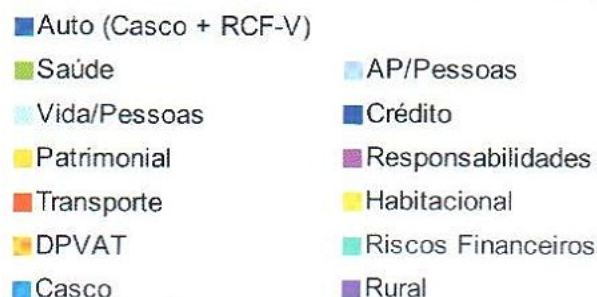 Auto (Casco + RCF-V)
Saúde
Vida/Pessoas
Patrimonial
Transporte
DPVAT
Casco
AP/Pessoas
Crédito
Responsabilidades
Habitacional
Riscos Financeiros
Rural